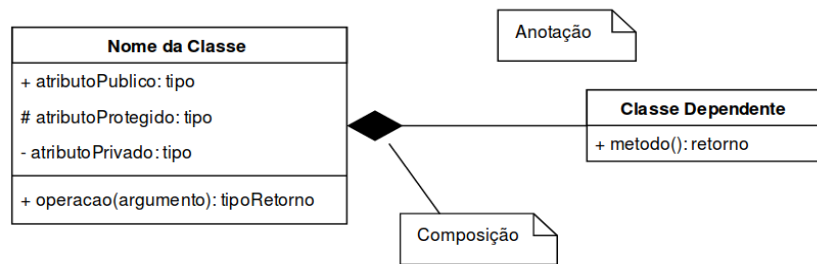 Nome da Classe
+ atributoPublico: tipo
# atributoProtegido: tipo
- atributoPrivado: tipo
+ operacao(argumento): tipoRetorno
Anotação
Classe Dependente
+ metodo(): retorno
Composição